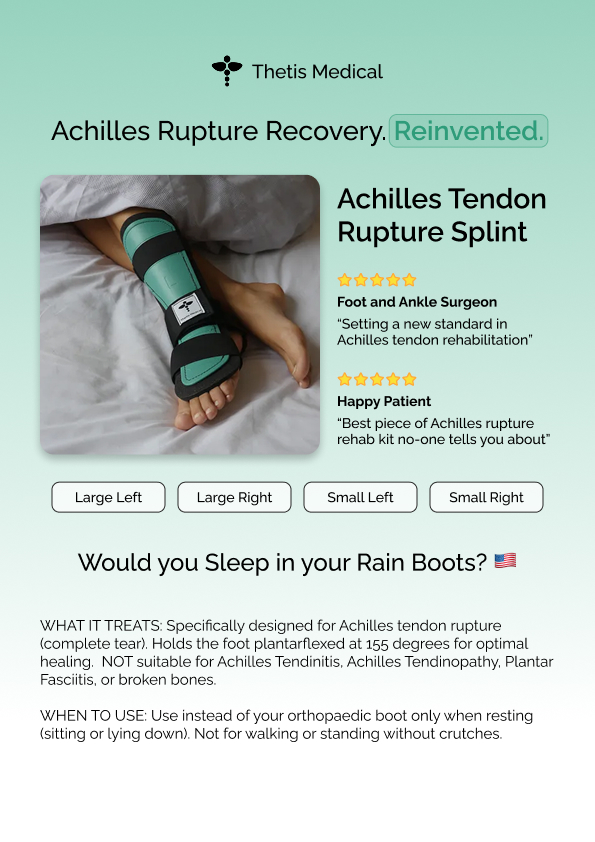 Thetis Medical
Achilles Rupture Recovery. Reinvented.
Achilles Tendon
Rupture Splint
Foot and Ankle Surgeon
“Setting a new standard in
Achilles tendon rehabilitation”
Happy Patient
“Best piece of Achilles rupture
rehab kit no-one tells you about”
Large Left
Large Right
Small Left
Small Right
Would you Sleep in your Rain Boots? 🇺🇸
WHAT IT TREATS: Specifically designed for Achilles tendon rupture
(complete tear). Holds the foot plantarflexed at 155 degrees for optimal
healing.  NOT suitable for Achilles Tendinitis, Achilles Tendinopathy, Plantar
Fasciitis, or broken bones.
WHEN TO USE: Use instead of your orthopaedic boot only when resting
(sitting or lying down). Not for walking or standing without crutches.